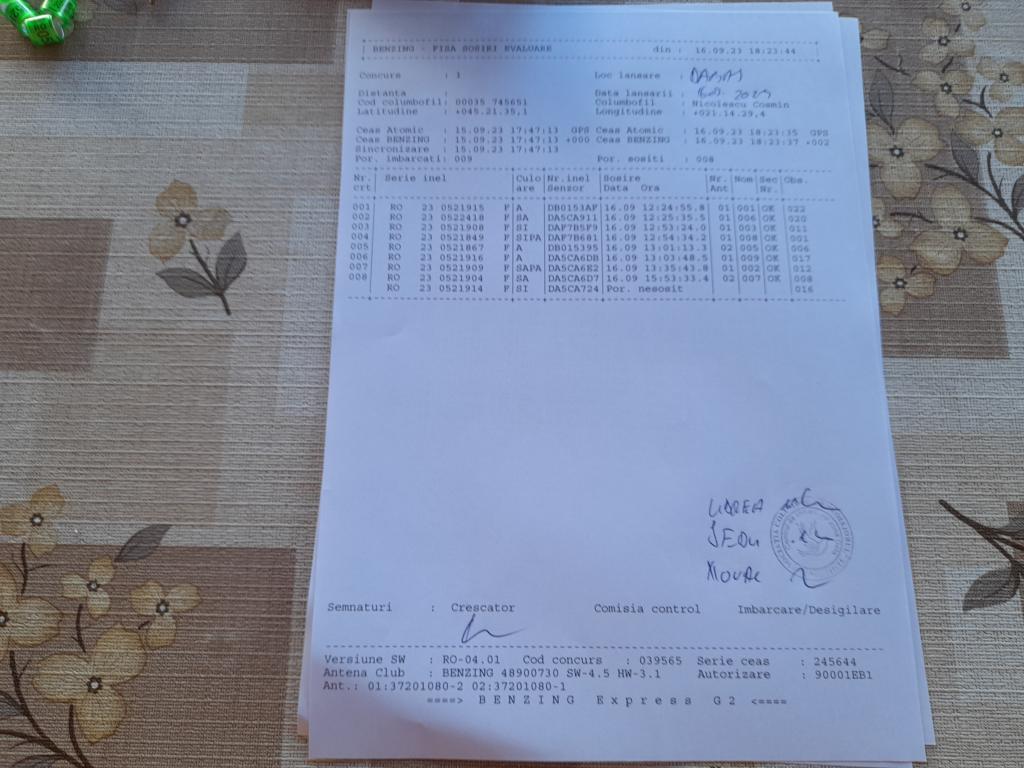 BENZING - FISA SOSIRI EVALUARE din : 16.09.23 18:23:44
Concurs : 1 Loc lansare :
Distanta : Data lansarii :
Cod columbofil: 00035 745651 Columbofil : Nicolescu Cosmin
Latitudine : +045.21.35,1 Longitudine : +021.14.29,4
Ceas Atomic : 15.09.23 17:47:13 GPS Ceas Atomic : 16.09.23 18:23:35 GPS
Ceas BENZING : 15.09.23 17:47:13 +000 Ceas BENZING : 16.09.23 18:23:37 +002
Sincronizare : 15.09.23 17:47:13
Por. imbarcati: 009 Por. sositi : 008
Nr. Serie inel Culo Nr.inel Sosire Nr. Nom Sec Obs.
crt are Senzor Data Ora Ant Nr.
001 RO 23 0521915 F A DB0153AF 16.09 12:24:55.8 01 001 OK 022
002 RO 23 0522418 F SA DA5CA911 16.09 12:25:35.5 01 006 OK 020
003 RO 23 0521908 F SI DAF7B5F9 16.09 12:53:24.0 01 003 OK 011
004 RO 23 0521849 F SIPA DAF7B681 16.09 12:54:34.2 01 008 OK 001
005 RO 23 0521867 F A DB015395 16.09 13:01:13.3 02 005 OK 006
006 RO 23 0521916 F A DA5CA6DB 16.09 13:03:48.5 01 009 OK 017
007 RO 23 0521909 F SAPA DA5CA6E2 16.09 13:35:43.8 01 002 OK 012
008 RO 23 0521904 F SA DA5CA6D7 16.09 15:53:33.4 02 007 OK 008
RO 23 0521914 F SI DA5CA724 Por. nesosit 016
Semnaturi : Crescator Comisia control Imbarcare/Desigilare
Versiune SW : RO-04.01 Cod concurs : 039565 Serie ceas : 245644
Antena Club : BENZING 48900730 SW-4.5 HW-3.1 Autorizare : 90001EB1
Ant.: 01:37201080-2 02:37201080-1
====> BENZING Express G2 <====